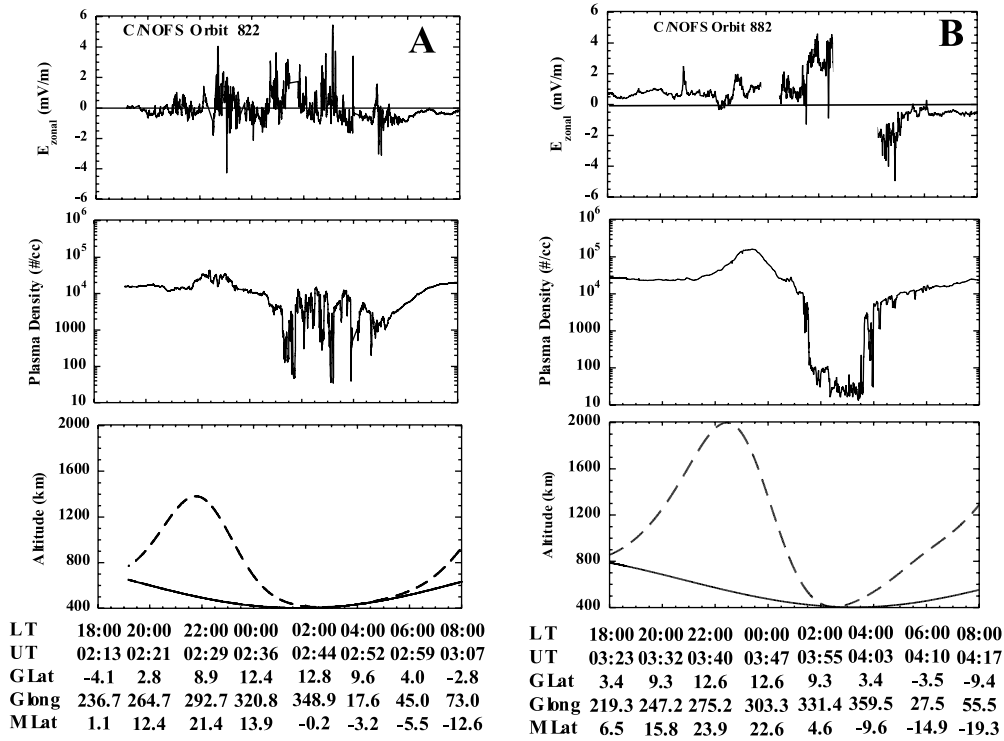 C/NOFS Orbit 822
A
E zonal (mV/m)
6
4
2
0
-2
-4
-6
Plasma Density (#/cc)
10^6
10^5
10^4
1000
100
10
Altitude (km)
2000
1600
1200
800
400
LT 18:00 20:00 22:00 00:00 02:00 04:00 06:00 08:00
UT 02:13 02:21 02:29 02:36 02:44 02:52 02:59 03:07
GLat -4.1 2.8 8.9 12.4 12.8 9.6 4.0 -2.8
Glong 236.7 264.7 292.7 320.8 348.9 17.6 45.0 73.0
MLat 1.1 12.4 21.4 13.9 -0.2 -3.2 -5.5 -12.6
C/NOFS Orbit 882
B
E zonal (mV/m)
6
4
2
0
-2
-4
-6
Plasma Density (#/cc)
10^6
10^5
10^4
1000
100
10
Altitude (km)
2000
1600
1200
800
400
LT 18:00 20:00 22:00 00:00 02:00 04:00 06:00 08:00
UT 03:23 03:32 03:40 03:47 03:55 04:03 04:10 04:17
GLat 3.4 9.3 12.6 12.6 9.3 3.4 -3.5 -9.4
Glong 219.3 247.2 275.2 303.3 331.4 359.5 27.5 55.5
MLat 6.5 15.8 23.9 22.6 4.6 -9.6 -14.9 -19.3